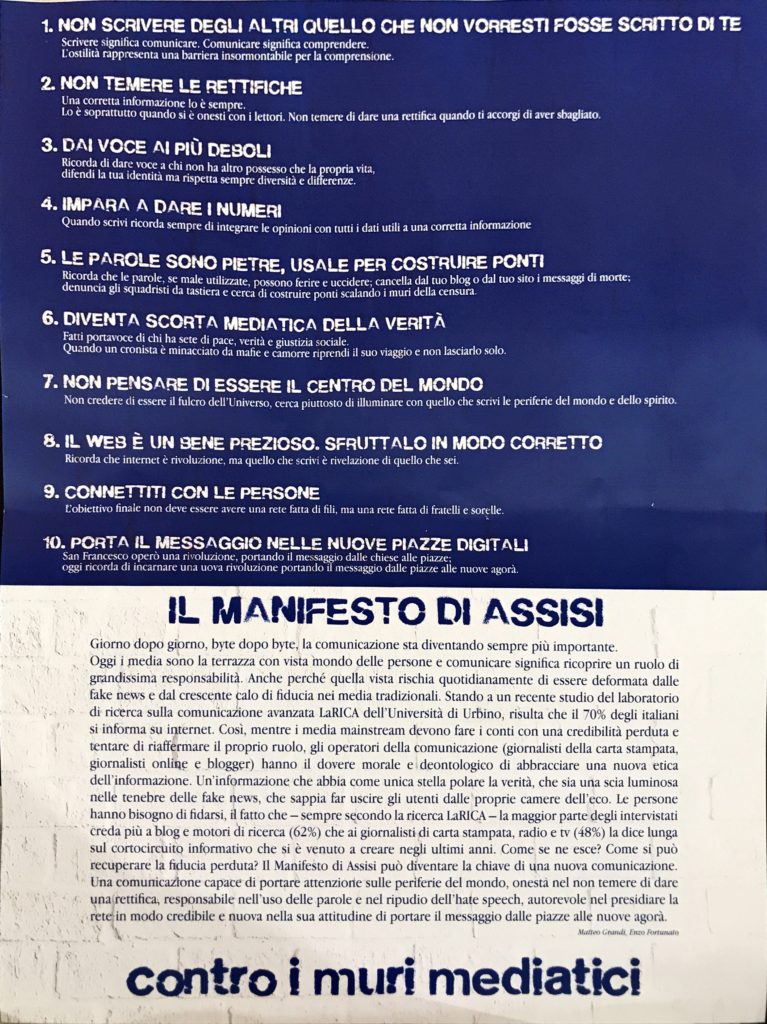 1. NON SCRIVERE DEGLI ALTRI QUELLO CHE NON VORRESTI FOSSE SCRITTO DI TE
Scrivere significa comunicare. Comunicare significa comprendere.
L'ostilità rappresenta una barriera insormontabile per la comprensione.
2. NON TEMERE LE RETTIFICHE
Una corretta informazione lo è sempre.
Lo è soprattutto quando si è onesti con i lettori. Non temere di dare una rettifica quando ti accorgi di aver sbagliato.
3. DAI VOCE AI PIÙ DEBOLI
Ricorda di dare voce a chi non ha altro possesso che la propria vita,
difendi la tua identità ma rispetta sempre diversità e differenze.
4. IMPARA A DARE I NUMERI
Quando scrivi ricorda sempre di integrare le opinioni con tutti i dati utili a una corretta informazione
5. LE PAROLE SONO PIETRE, USALE PER COSTRUIRE PONTI
Ricorda che le parole, se male utilizzate, possono ferire e uccidere; cancella dal tuo blog o dal tuo sito i messaggi di morte;
denuncia gli squadristi da tastiera e cerca di costruire ponti scalando i muri della censura.
6. DIVENTA SCORTA MEDIATICA DELLA VERITÀ
Fatti portavoce di chi ha sete di pace, verità e giustizia sociale.
Quando un cronista è minacciato da mafie e camorre riprendi il suo viaggio e non lasciarlo solo.
7. NON PENSARE DI ESSERE IL CENTRO DEL MONDO
Non credere di essere il fulcro dell'Universo, cerca piuttosto di illuminare con quello che scrivi le periferie del mondo e dello spirito.
8. IL WEB È UN BENE PREZIOSO. SFRUTTALO IN MODO CORRETTO
Ricorda che internet è rivoluzione, ma quello che scrivi è rivelazione di quello che sei.
9. CONNETTITI CON LE PERSONE
L'obiettivo finale non deve essere avere una rete fatta di fili, ma una rete fatta di fratelli e sorelle.
10. PORTA IL MESSAGGIO NELLE NUOVE PIAZZE DIGITALI
San Francesco operò una rivoluzione, portando il messaggio dalle chiese alle piazze;
oggi ricorda di incarnare una uova rivoluzione portando il messaggio dalle piazze alle nuove agorà.
IL MANIFESTO DI ASSISI
Giorno dopo giorno, byte dopo byte, la comunicazione sta diventando sempre più importante.
Oggi i media sono la terrazza con vista mondo delle persone e comunicare significa ricoprire un ruolo di
grandissima responsabilità. Anche perché quella vista rischia quotidianamente di essere deformata dalle
fake news e dal crescente calo di fiducia nei media tradizionali. Stando a un recente studio del laboratorio
di ricerca sulla comunicazione avanzata LaRICA dell'Università di Urbino, risulta che il 70% degli italiani
si informa su internet. Così, mentre i media mainstream devono fare i conti con una credibilità perduta e
tentare di riaffermare il proprio ruolo, gli operatori della comunicazione (giornalisti della carta stampata,
giornalisti online e blogger) hanno il dovere morale e deontologico di abbracciare una nuova etica
dell'informazione. Un'informazione che abbia come unica stella polare la verità, che sia una scia luminosa
nelle tenebre delle fake news, che sappia far uscire gli utenti dalle proprie camere dell'eco. Le persone
hanno bisogno di fidarsi, il fatto che – sempre secondo la ricerca LaRICA – la maggior parte degli intervistati
creda più a blog e motori di ricerca (62%) che ai giornalisti di carta stampata, radio e tv (48%) la dice lunga
sul cortocircuito informativo che si è venuto a creare negli ultimi anni. Come se ne esce? Come si può
recuperare la fiducia perduta? Il Manifesto di Assisi può diventare la chiave di una nuova comunicazione.
Una comunicazione capace di portare attenzione sulle periferie del mondo, onesta nel non temere di dare
una rettifica, responsabile nell'uso delle parole e nel ripudio dell'hate speech, autorevole nel presidiare la
rete in modo credibile e nuova nella sua attitudine di portare il messaggio dalle piazze alle nuove agorà.
Matteo Grandi, Enzo Fortunato
contro i muri mediatici